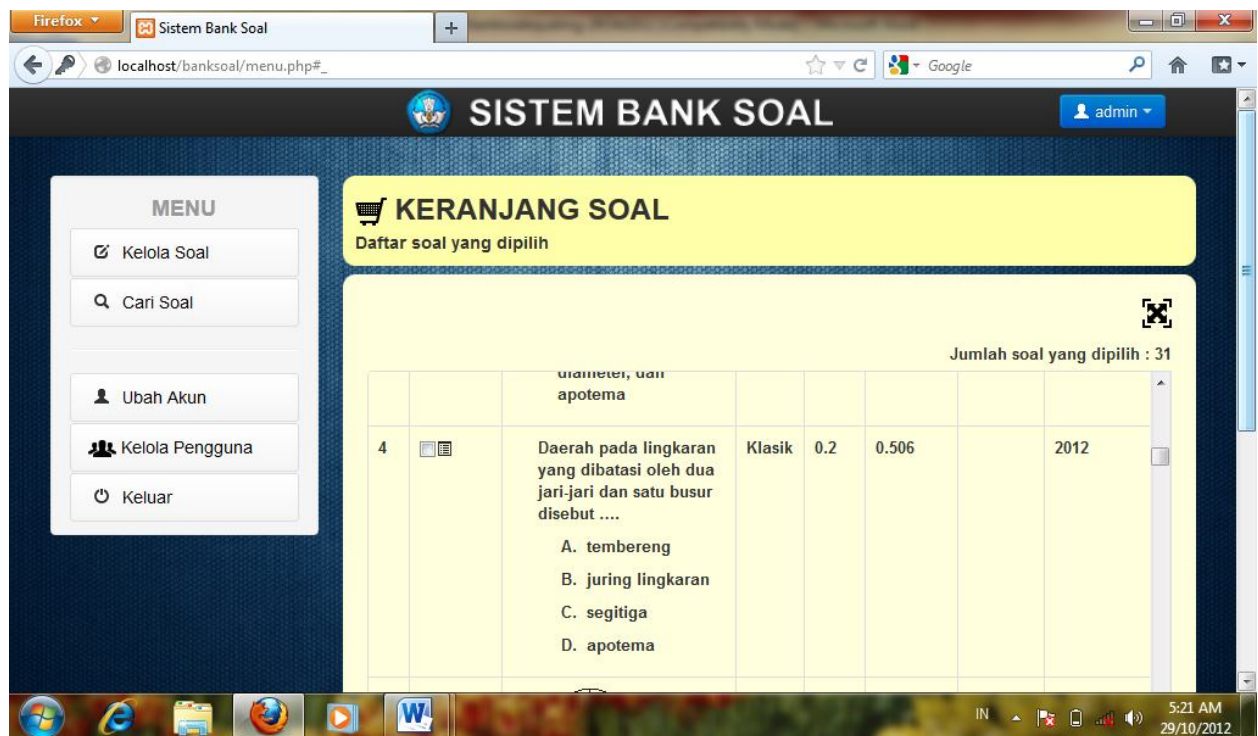 Firefox
Sistem Bank Soal
localhost/banksoal/menu.php#_
Google
SISTEM BANK SOAL
admin
MENU
Kelola Soal
Cari Soal
Ubah Akun
Kelola Pengguna
Keluar
KERANJANG SOAL
Daftar soal yang dipilih
Jumlah soal yang dipilih : 31
diameter, dan
apotema
4 Daerah pada lingkaran Klasik 0.2 0.506 2012
yang dibatasi oleh dua
jari-jari dan satu busur
disebut ....
A. tembereng
B. juring lingkaran
C. segitiga
D. apotema
IN
5:21 AM
29/10/2012